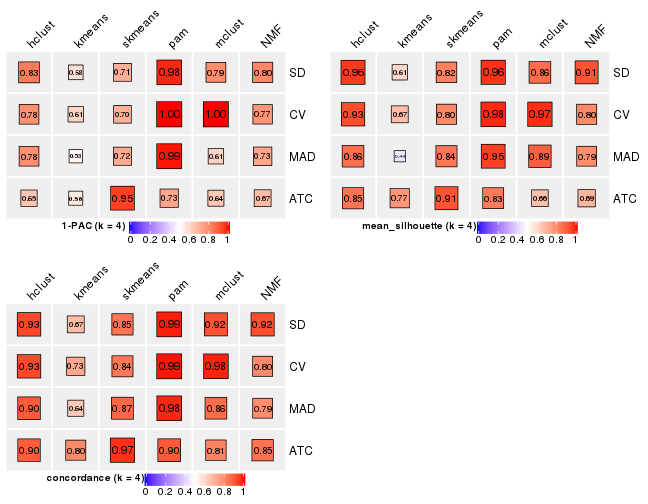 hclust kmeans skmeans pam mclust NMF
0.83 0.58 0.71 0.98 0.79 0.80 SD
0.78 0.61 0.70 1.00 1.00 0.77 CV
0.78 0.53 0.72 0.99 0.61 0.73 MAD
0.65 0.56 0.95 0.73 0.64 0.67 ATC
1-PAC (k = 4)
0 0.2 0.4 0.6 0.8 1
hclust kmeans skmeans pam mclust NMF
0.96 0.61 0.82 0.96 0.86 0.91 SD
0.93 0.67 0.80 0.98 0.97 0.80 CV
0.86 0.44 0.84 0.95 0.89 0.79 MAD
0.85 0.77 0.91 0.83 0.66 0.69 ATC
mean_silhouette (k = 4)
0 0.2 0.4 0.6 0.8 1
hclust kmeans skmeans pam mclust NMF
0.93 0.67 0.85 0.99 0.92 0.92 SD
0.93 0.73 0.84 0.99 0.98 0.80 CV
0.90 0.64 0.87 0.98 0.86 0.79 MAD
0.90 0.80 0.97 0.90 0.81 0.85 ATC
concordance (k = 4)
0 0.2 0.4 0.6 0.8 1